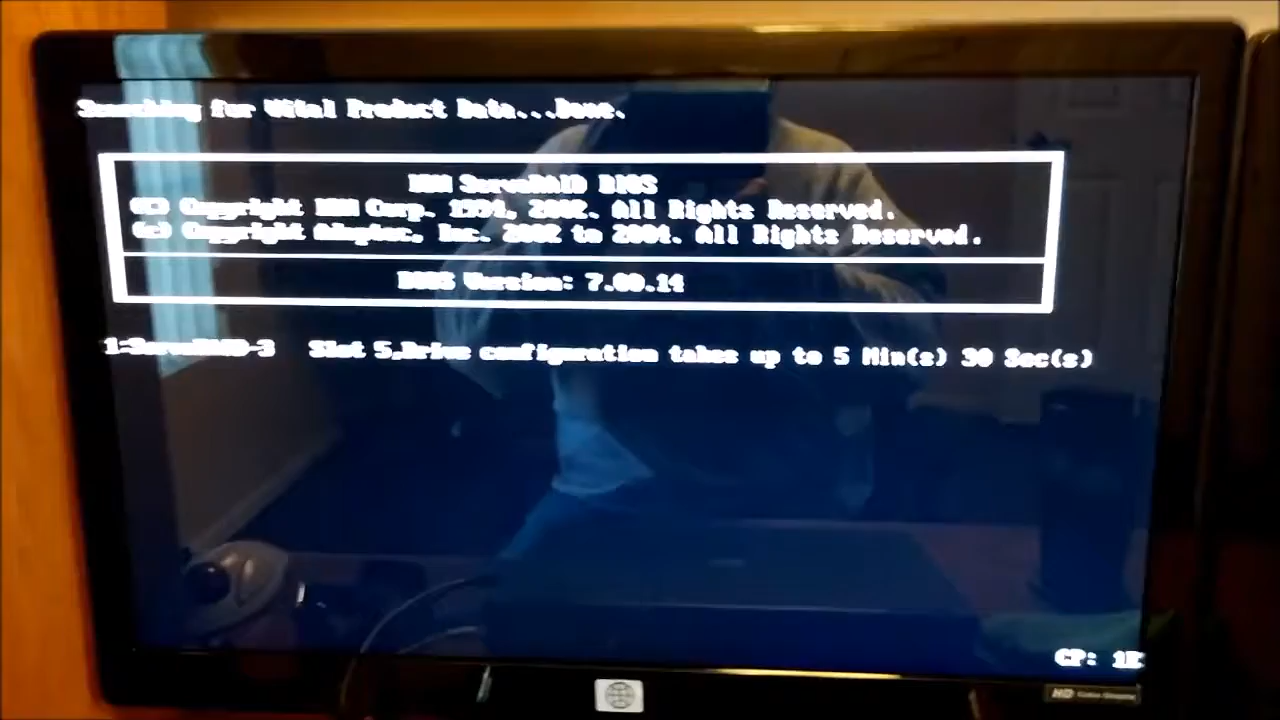 Searching for Vital Product Data...Done.
IBM ServeRAID BIOS
(C) Copyright IBM Corp. 1994, 2002. All Rights Reserved.
(c) Copyright Adaptec, Inc. 2002 to 2004. All Rights Reserved.
BIOS Version: 7.00.14
1:ServeRAID-3 Slot 5,Drive configuration takes up to 5 Min(s) 30 Sec(s)
CP: 1E
HD